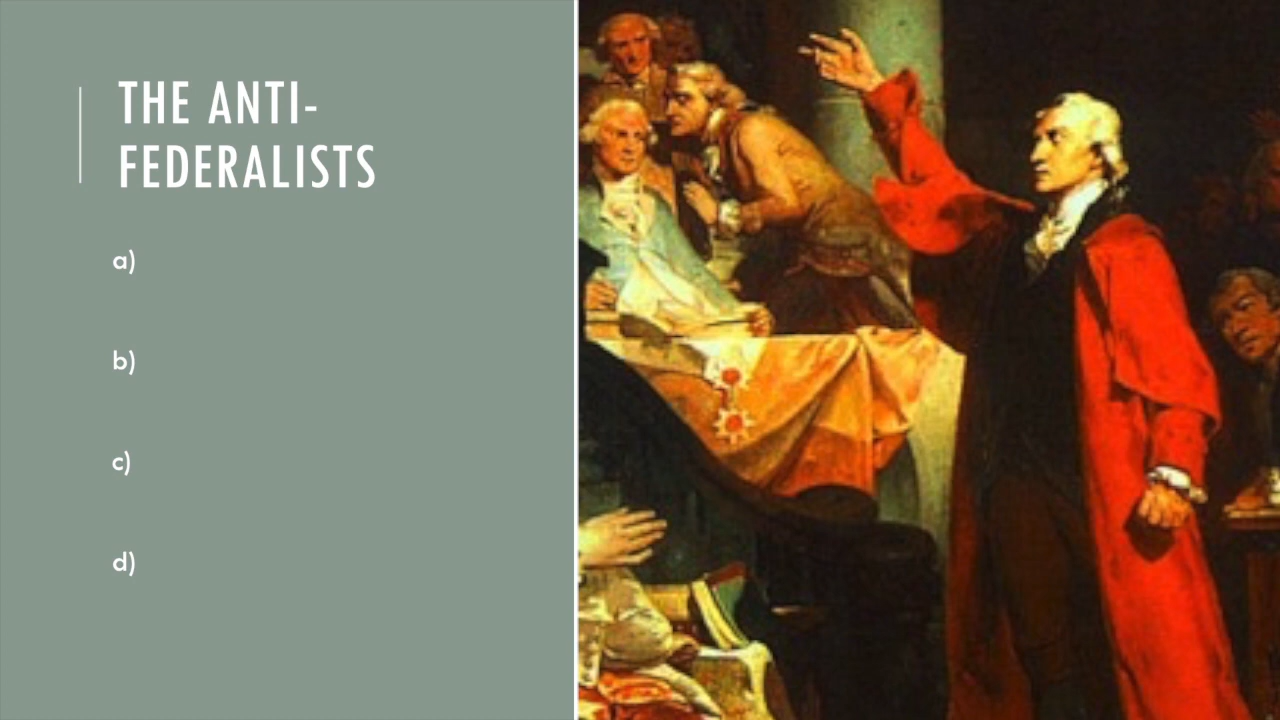 THE ANTI-
FEDERALISTS
a)
b)
c)
d)